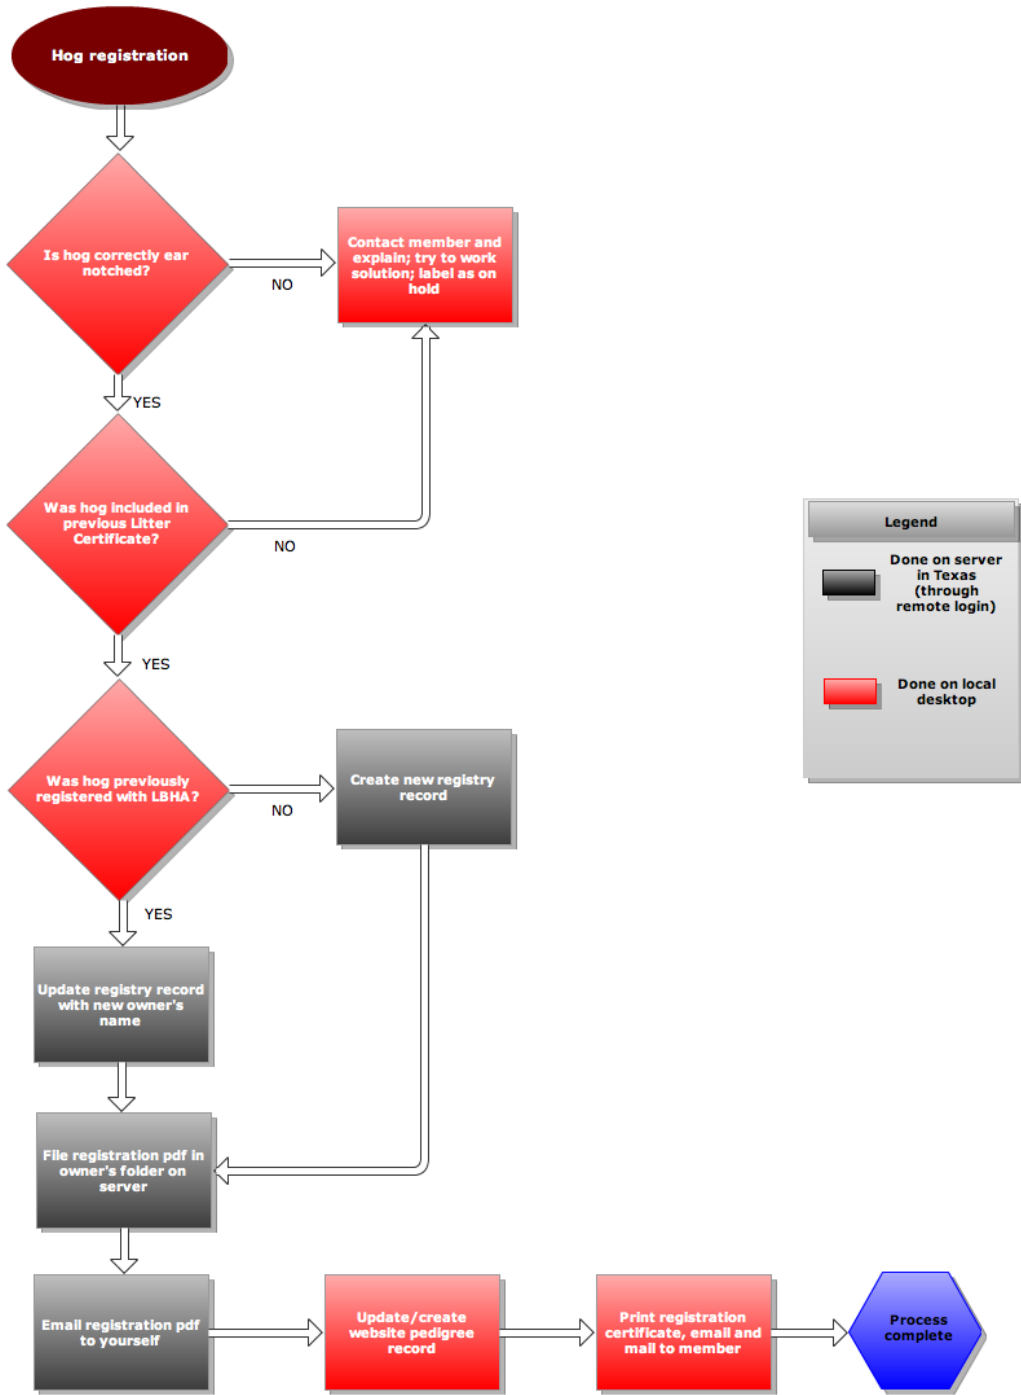 Hog registration
Is hog correctly ear
notched?
NO
Contact member and
explain; try to work
solution; label as on
hold
YES
Was hog included in
previous Litter
Certificate?
NO
YES
Was hog previously
registered with LBHA?
NO
Create new registry
record
YES
Update registry record
with new owner's
name
File registration pdf in
owner's folder on
server
Email registration pdf
to yourself
Update/create
website pedigree
record
Print registration
certificate, email and
mail to member
Process
complete
Legend
Done on server
in Texas
(through
remote login)
Done on local
desktop